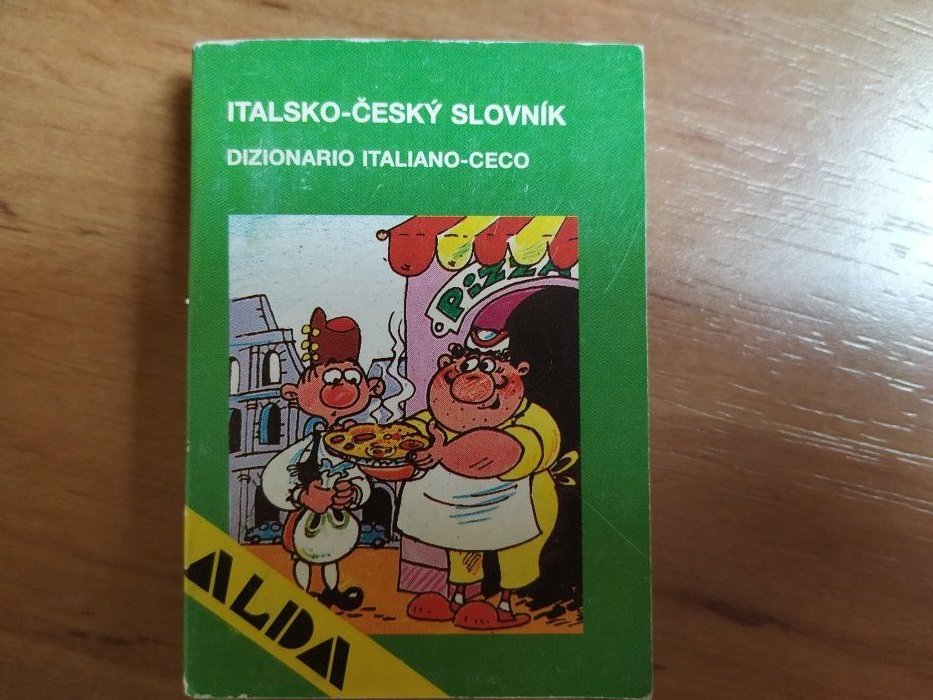 ITALSKO-ČESKÝ SLOVNÍK
DIZIONARIO ITALIANO-CECO
PIZZA
ALDA